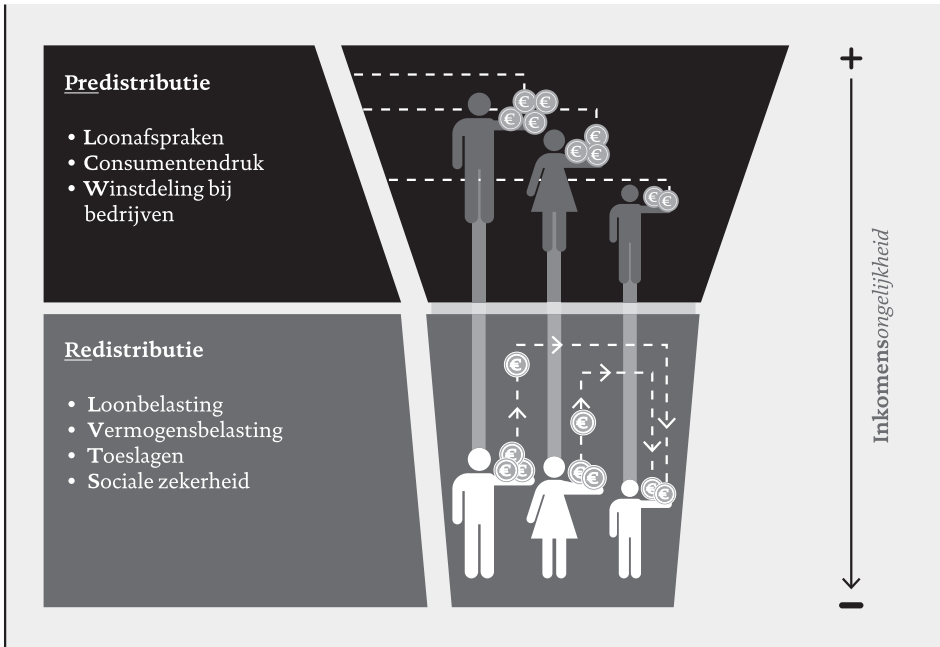 Predistributie
• Loonafspraken
• Consumentendruk
• Winstdeling bij
bedrijven
Redistributie
• Loonbelasting
• Vermogensbelasting
• Toeslagen
• Sociale zekerheid
€ € € €
€ € €
€ €
€
€
€ € €
€ €
€ €
+
Inkomensongelijkheid
-